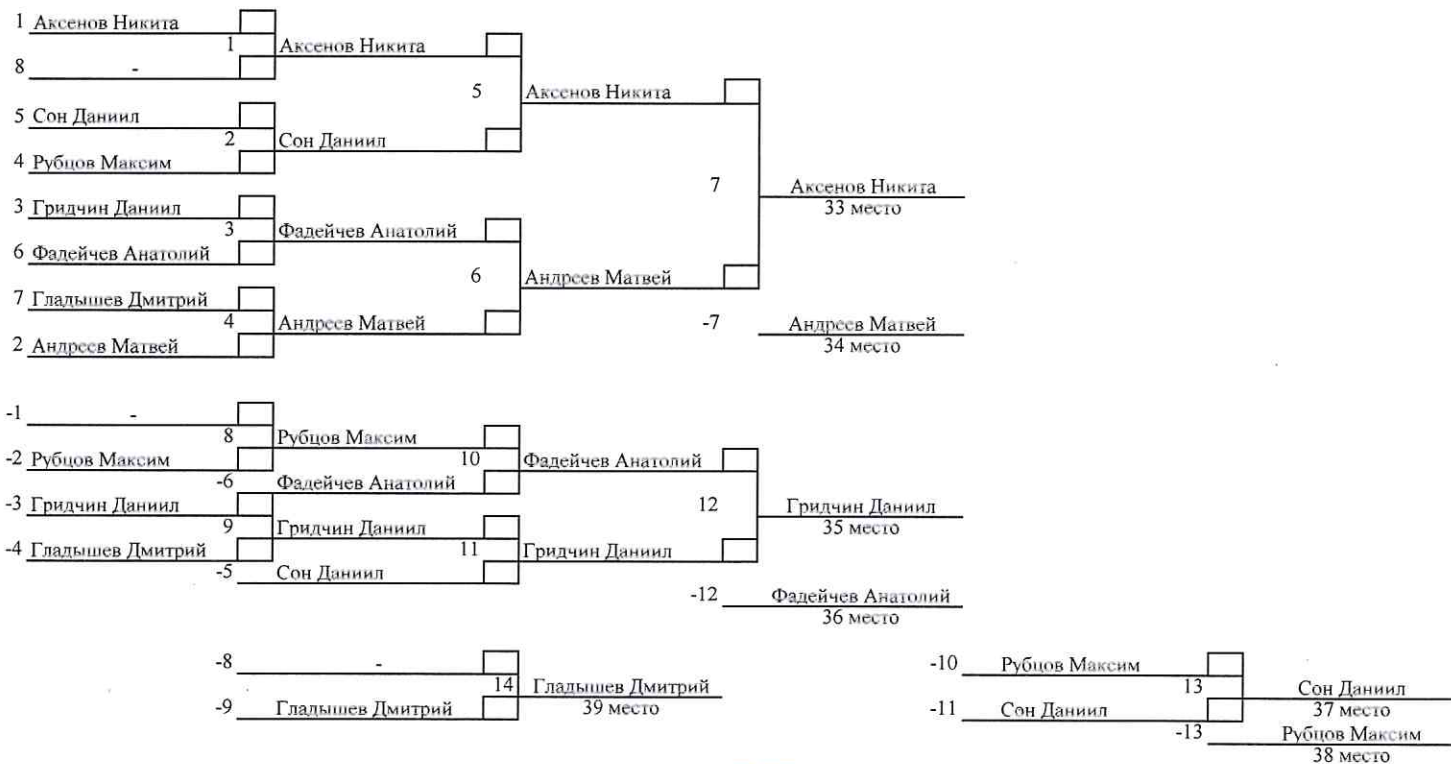 1 Аксенов Никита
1 Аксенов Никита
8 -
5 Аксенов Никита
5 Сон Даниил
2 Сон Даниил
4 Рубцов Максим
7 Аксенов Никита
33 место
3 Гридчин Даниил
3 Фадейчев Анатолий
6 Фадейчев Анатолий
6 Андреев Матвей
7 Гладышев Дмитрий
4 Андреев Матвей
2 Андреев Матвей
-7 Андреев Матвей
34 место
-1 -
8 Рубцов Максим
-2 Рубцов Максим
10 Фадейчев Анатолий
-6 Фадейчев Анатолий
-3 Гридчин Даниил
12 Гридчин Даниил
35 место
9 Гридчин Даниил
-4 Гладышев Дмитрий
11 Гридчин Даниил
-5 Сон Даниил
-12 Фадейчев Анатолий
36 место
-8 -
14 Гладышев Дмитрий
39 место
-9 Гладышев Дмитрий
-10 Рубцов Максим
13 Сон Даниил
37 место
-11 Сон Даниил
-13 Рубцов Максим
38 место